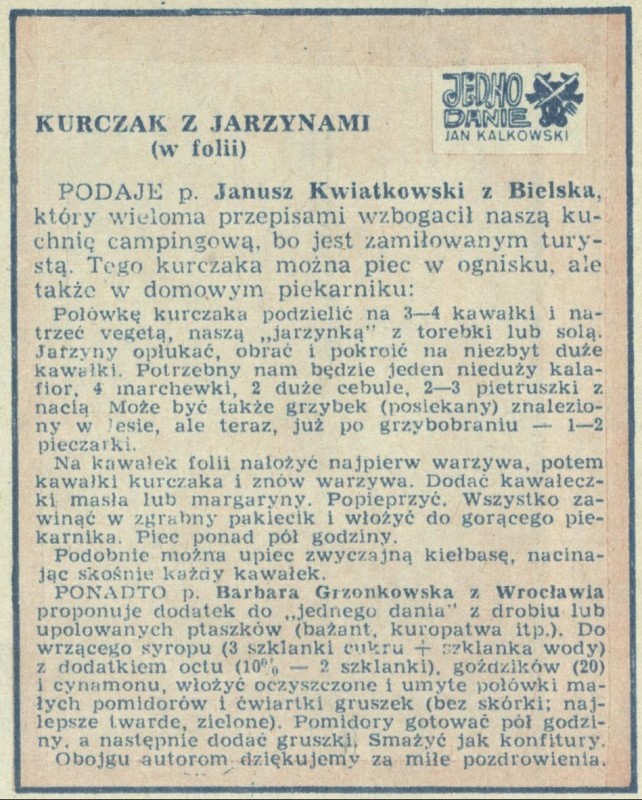 JEDNO
DANIE
JAN KALKOWSKI
KURCZAK Z JARZYNAMI
(w folii)
PODAJE p. Janusz Kwiatkowski z Bielska,
który wieloma przepisami wzbogacił naszą ku-
chnię campingową, bo jest zamiłowanym tury-
stą. Tego kurczaka można piec w ognisku, ale
także w domowym piekarniku:
Połówkę kurczaka podzielić na 3—4 kawałki i na-
trzeć vegetą, naszą „jarzynką" z torebki lub solą.
Jarzyny opłukać, obrać i pokroić na niezbyt duże
kawałki. Potrzebny nam będzie jeden nieduży kala-
fior, 4 marchewki, 2 duże cebule, 2—3 pietruszki z
nacią. Może być także grzybek (posiekany) znalezio-
ny w lesie, ale teraz, już po grzybobraniu — 1—2
pieczarki.
Na kawałek folii nałożyć najpierw warzywa, potem
kawałki kurczaka i znów warzywa. Dodać kawałecz-
ki masła lub margaryny. Popieprzyć. Wszystko za-
winąć w zgrabny pakiecik i włożyć do gorącego pie-
karnika. Piec ponad pół godziny.
Podobnie można upiec zwyczajną kiełbasę, nacina-
jąc skośnie każdy kawałek.
PONADTO p. Barbara Grzonkowska z Wrocławia
proponuje dodatek do „jednego dania" z drobiu lub
upolowanych ptaszków (bażant, kuropatwa itp.). Do
wrzącego syropu (3 szklanki cukru + szklanka wody)
z dodatkiem octu (10% — 2 szklanki), goździków (20)
i cynamonu, włożyć oczyszczone i umyte połówki ma-
łych pomidorów i ćwiartki gruszek (bez skórki; naj-
lepsze twarde, zielone). Pomidory gotować pół godzi-
ny, a następnie dodać gruszki. Smażyć jak konfitury.
Obojgu autorom dziękujemy za miłe pozdrowienia.